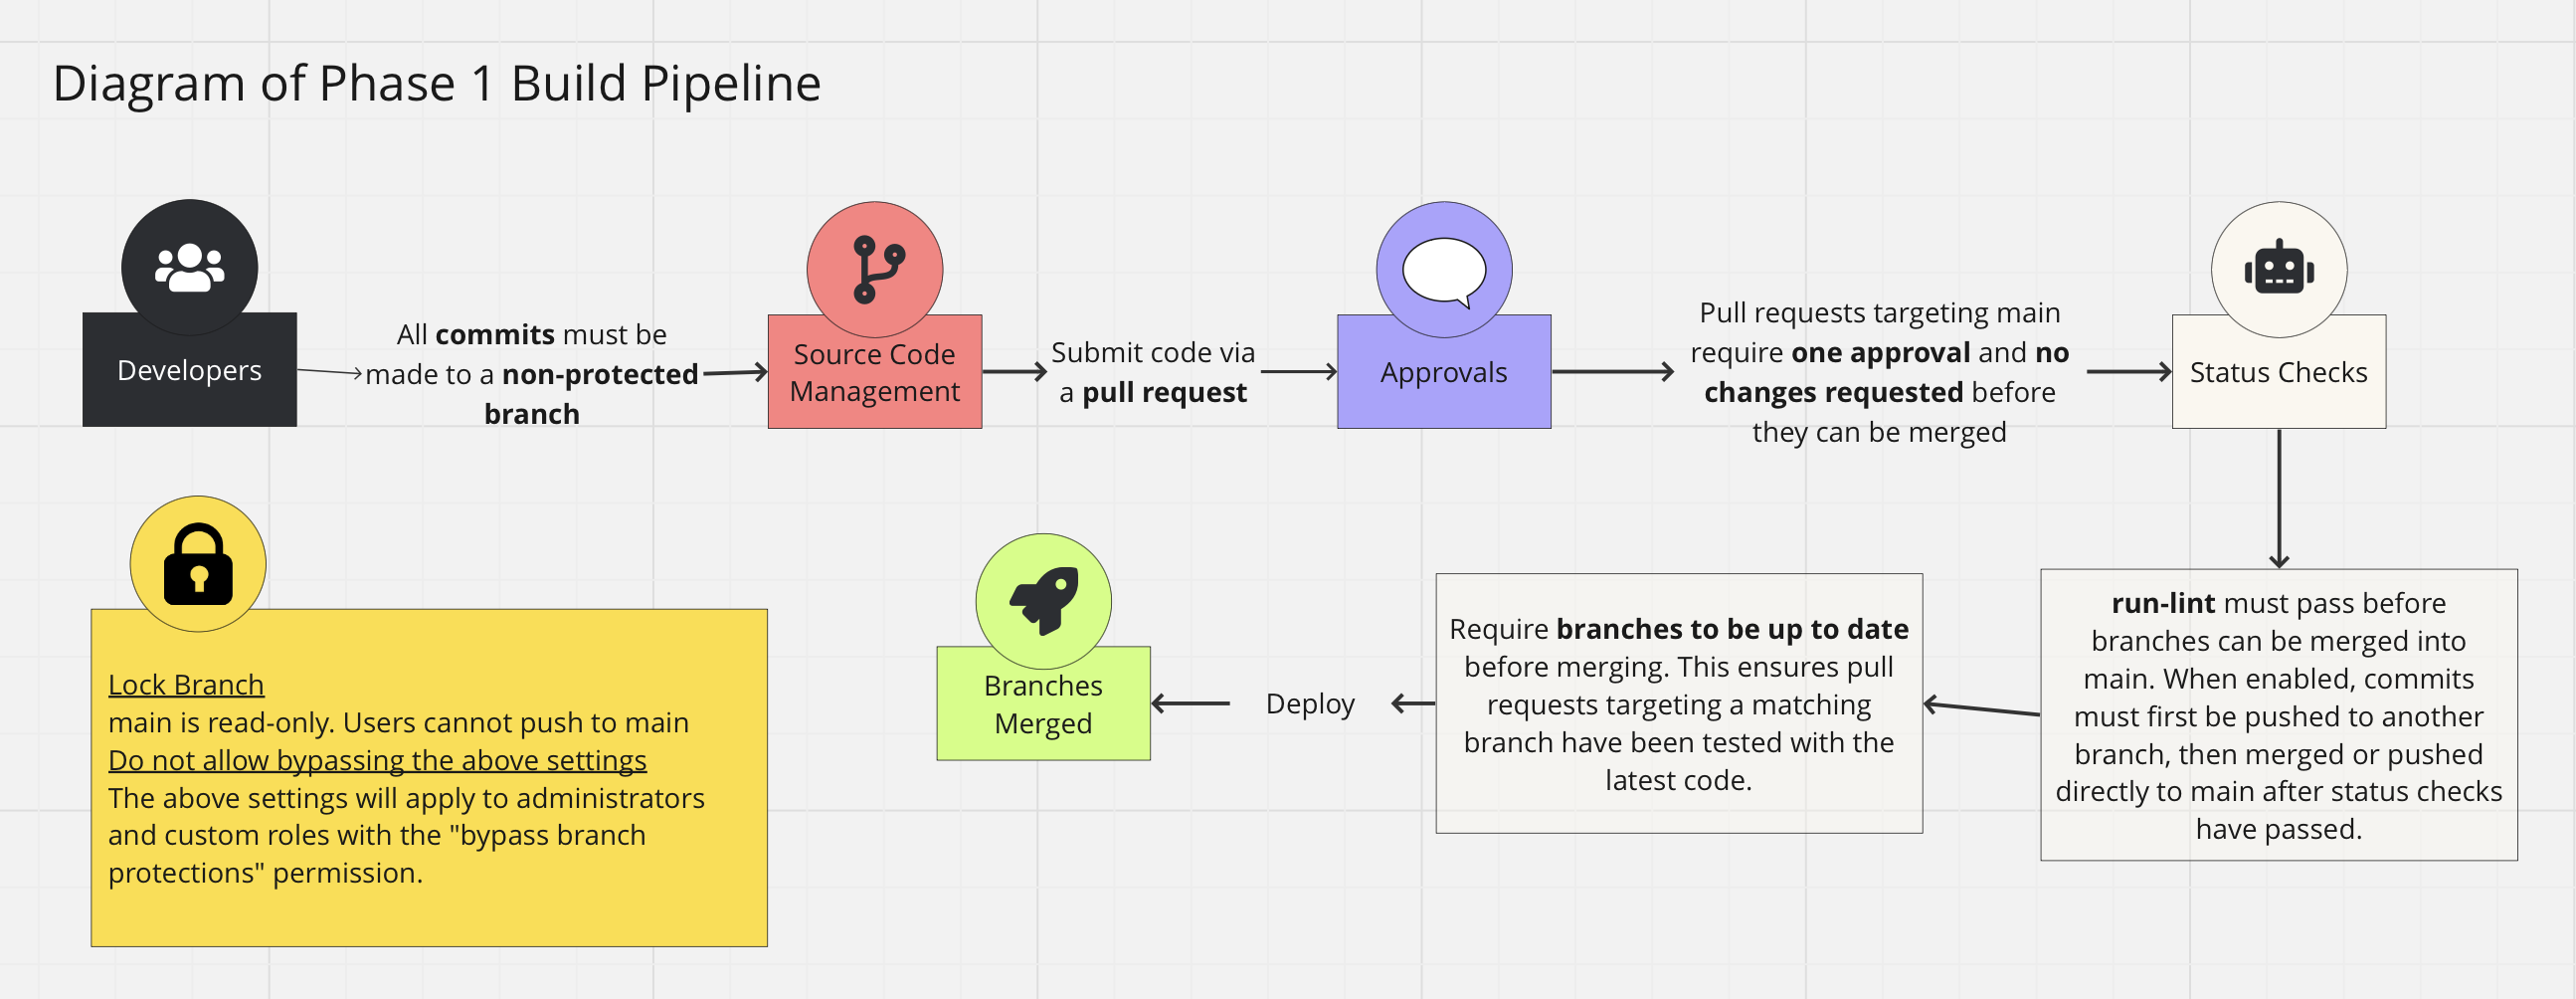 Diagram of Phase 1 Build Pipeline
Developers
All commits must be
made to a non-protected
branch
Source Code
Management
Submit code via
a pull request
Approvals
Pull requests targeting main
require one approval and no
changes requested before
they can be merged
Status Checks
run-lint must pass before
branches can be merged into
main. When enabled, commits
must first be pushed to another
branch, then merged or pushed
directly to main after status checks
have passed.
Require branches to be up to date
before merging. This ensures pull
requests targeting a matching
branch have been tested with the
latest code.
Deploy
Branches
Merged
Lock Branch
main is read-only. Users cannot push to main
Do not allow bypassing the above settings
The above settings will apply to administrators
and custom roles with the "bypass branch
protections" permission.